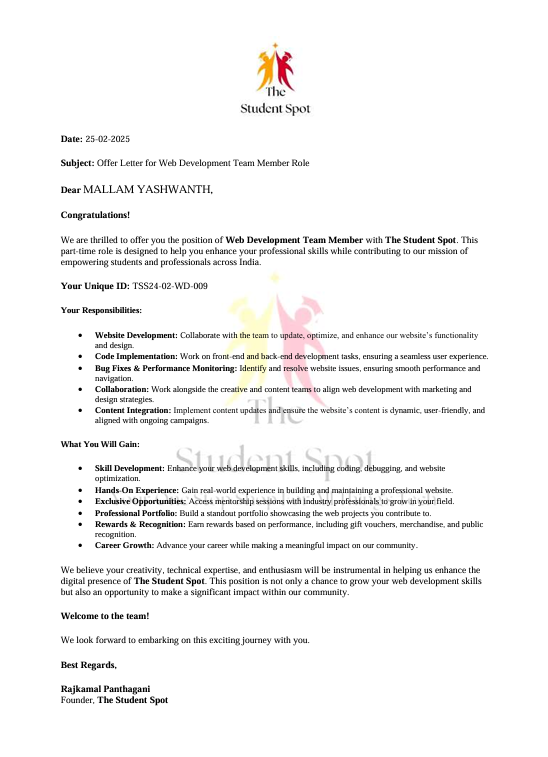 The
Student Spot
Date: 25-02-2025
Subject: Offer Letter for Web Development Team Member Role
Dear MALLAM YASHWANTH,
Congratulations!
We are thrilled to offer you the position of Web Development Team Member with The Student Spot. This
part-time role is designed to help you enhance your professional skills while contributing to our mission of
empowering students and professionals across India.
Your Unique ID: TSS24-02-WD-009
Your Responsibilities:
• Website Development: Collaborate with the team to update, optimize, and enhance our website's functionality
and design.
• Code Implementation: Work on front-end and back-end development tasks, ensuring a seamless user experience.
• Bug Fixes & Performance Monitoring: Identify and resolve website issues, ensuring smooth performance and
navigation.
• Collaboration: Work alongside the creative and content teams to align web development with marketing and
design strategies.
• Content Integration: Implement content updates and ensure the website's content is dynamic, user-friendly, and
aligned with ongoing campaigns.
The
What You Will Gain:
Student Spot
• Skill Development: Enhance your web development skills, including coding, debugging, and website
optimization.
• Hands-On Experience: Gain real-world experience in building and maintaining a professional website.
• Exclusive Opportunities: Access mentorship sessions with industry professionals to grow in your field.
• Professional Portfolio: Build a standout portfolio showcasing the web projects you contribute to.
• Rewards & Recognition: Earn rewards based on performance, including gift vouchers, merchandise, and public
recognition.
• Career Growth: Advance your career while making a meaningful impact on our community.
We believe your creativity, technical expertise, and enthusiasm will be instrumental in helping us enhance the
digital presence of The Student Spot. This position is not only a chance to grow your web development skills
but also an opportunity to make a significant impact within our community.
Welcome to the team!
We look forward to embarking on this exciting journey with you.
Best Regards,
Rajkamal Panthagani
Founder, The Student Spot